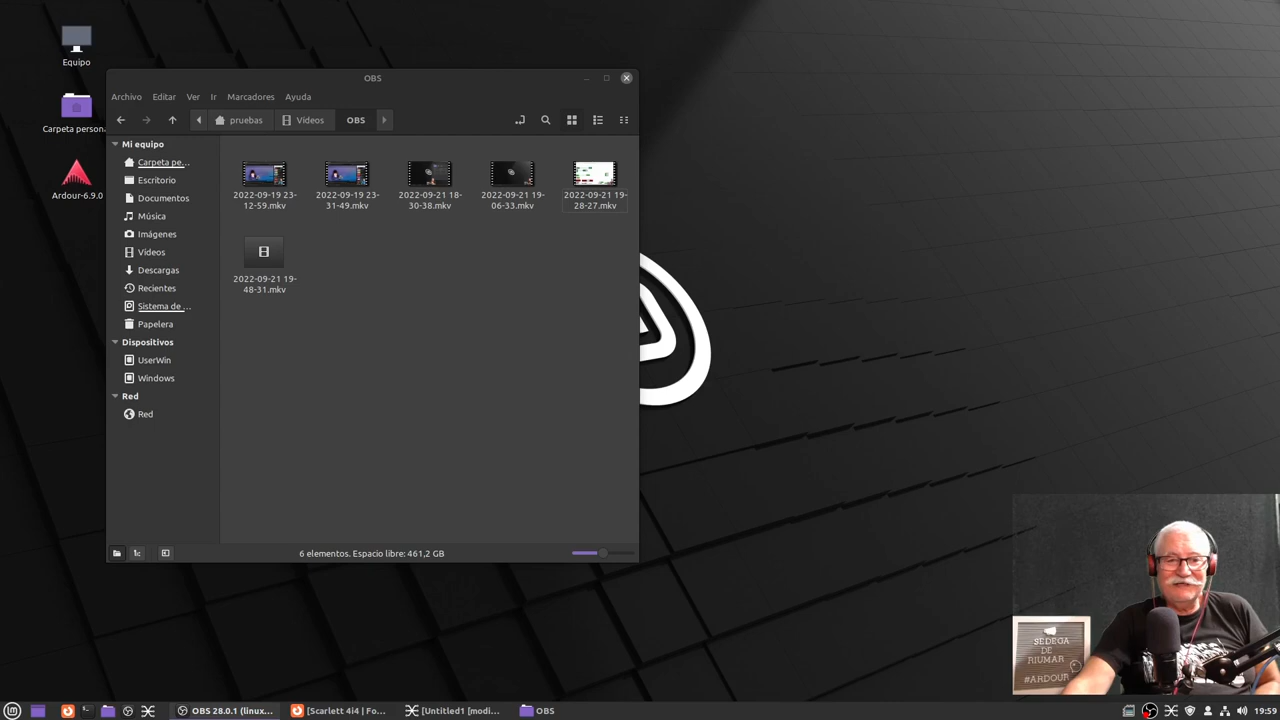 Equipo
Carpeta persona
Ardour-6.9.0
OBS
Archivo Editar Ver Ir Marcadores Ayuda
pruebas Vídeos OBS
Mi equipo
Carpeta pe...
Escritorio
Documentos
Música
Imágenes
Vídeos
Descargas
Recientes
Sistema de ...
Papelera
Dispositivos
UserWin
Windows
Red
Red
2022-09-19 23-
12-59.mkv
2022-09-19 23-
31-49.mkv
2022-09-21 18-
30-38.mkv
2022-09-21 19-
06-33.mkv
2022-09-21 19-
28-27.mkv
2022-09-21 19-
48-31.mkv
6 elementos. Espacio libre: 461,2 GB
SEDEGA
DE
RIUMAR
#ARDOUR
OBS 28.0.1 (linux... [Scarlett 4i4 | Fo... [Untitled1 [modi... OBS 19:59